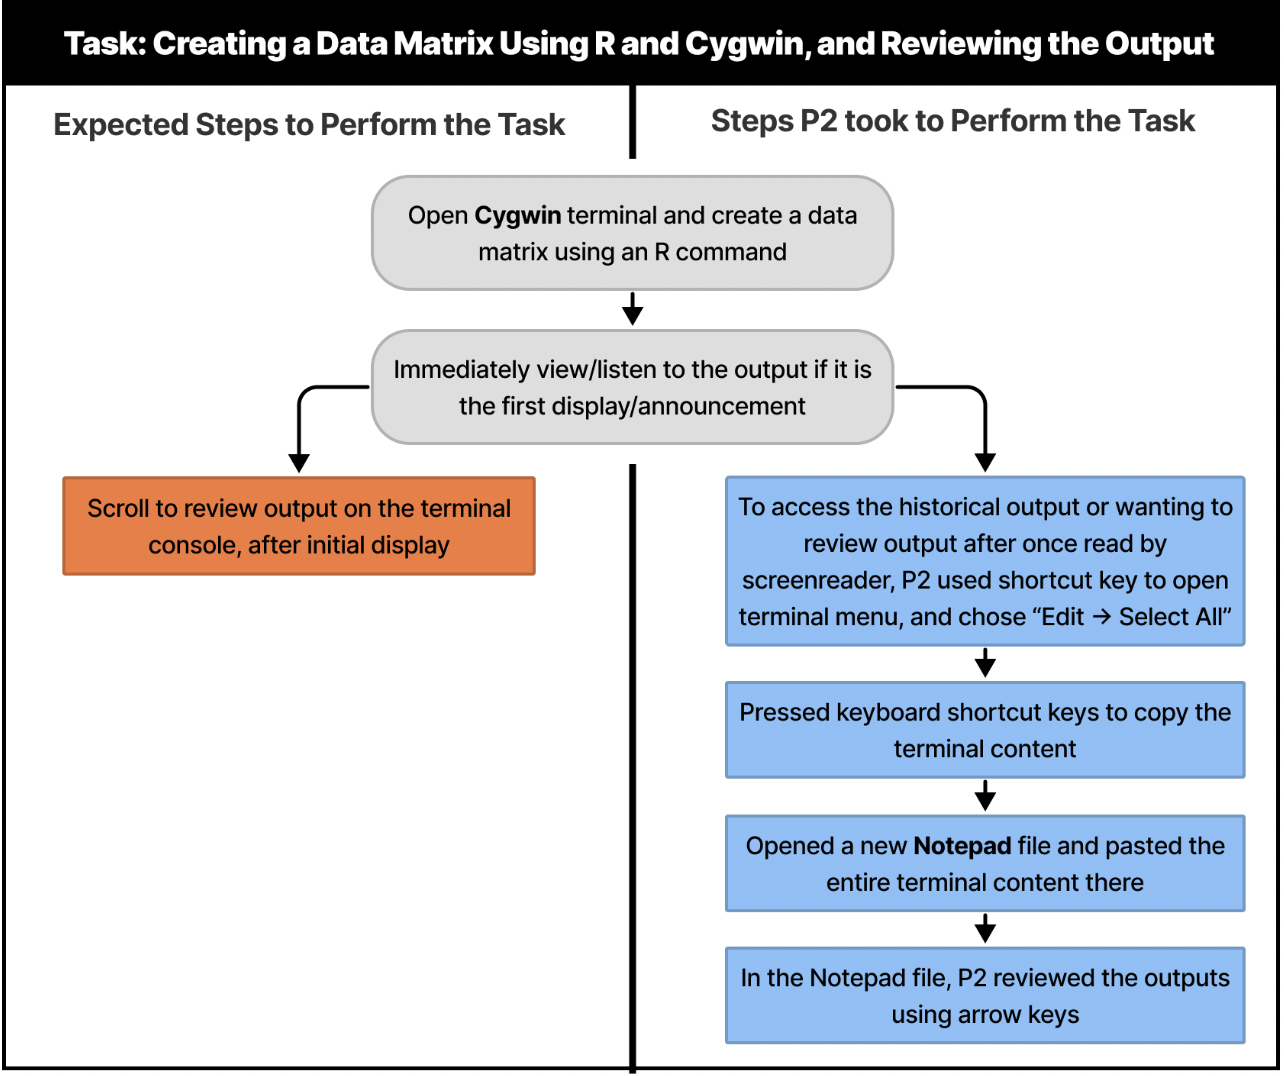 Task: Creating a Data Matrix Using R and Cygwin, and Reviewing the Output
Expected Steps to Perform the Task
Steps P2 took to Perform the Task
Open Cygwin terminal and create a data
matrix using an R command
Immediately view/listen to the output if it is
the first display/announcement
Scroll to review output on the terminal
console, after initial display
To access the historical output or wanting to
review output after once read by
screenreader, P2 used shortcut key to open
terminal menu, and chose “Edit → Select All”
Pressed keyboard shortcut keys to copy the
terminal content
Opened a new Notepad file and pasted the
entire terminal content there
In the Notepad file, P2 reviewed the outputs
using arrow keys